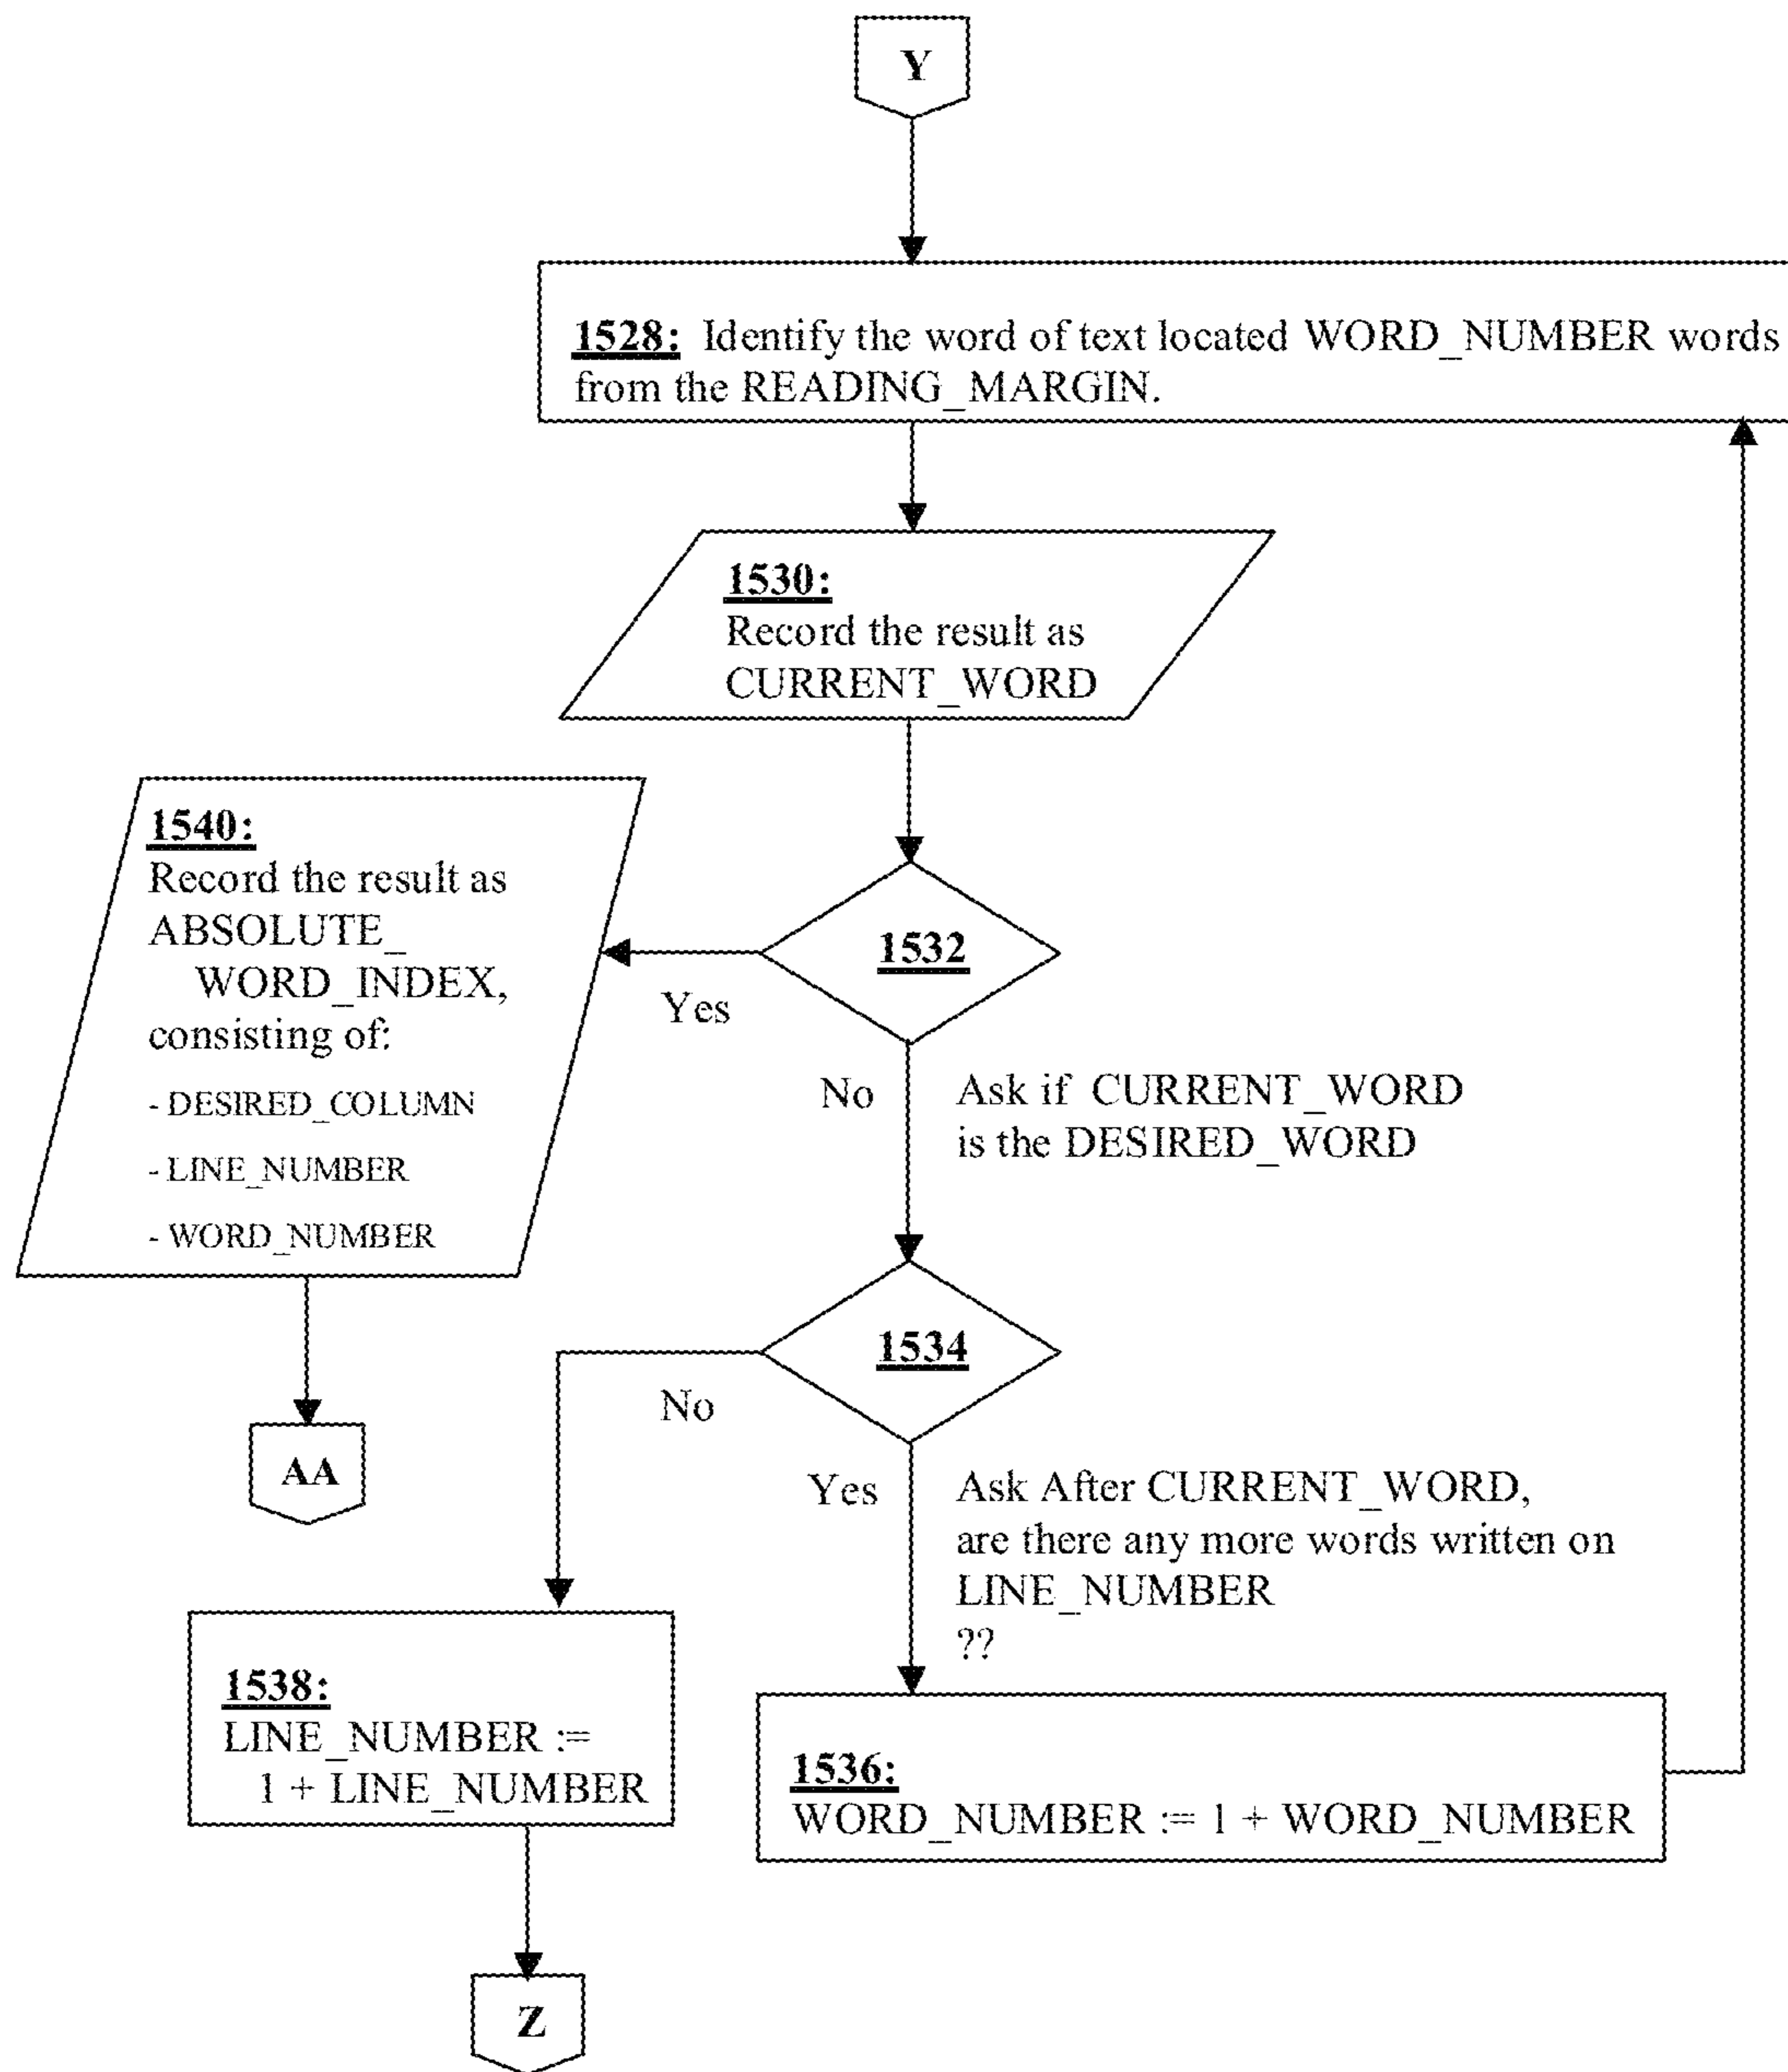 Y
1528: Identify the word of text located WORD_NUMBER words
from the READING_MARGIN.
1530:
Record the result as
CURRENT_WORD
1540:
Record the result as
ABSOLUTE_
WORD_INDEX,
consisting of:
- DESIRED_COLUMN
- LINE_NUMBER
- WORD_NUMBER
1532
Yes
No
Ask if CURRENT_WORD
is the DESIRED_WORD
AA
1534
No
Yes
Ask After CURRENT_WORD,
are there any more words written on
LINE_NUMBER
??
1538:
LINE_NUMBER :=
1 + LINE_NUMBER
1536:
WORD_NUMBER := 1 + WORD_NUMBER
Z